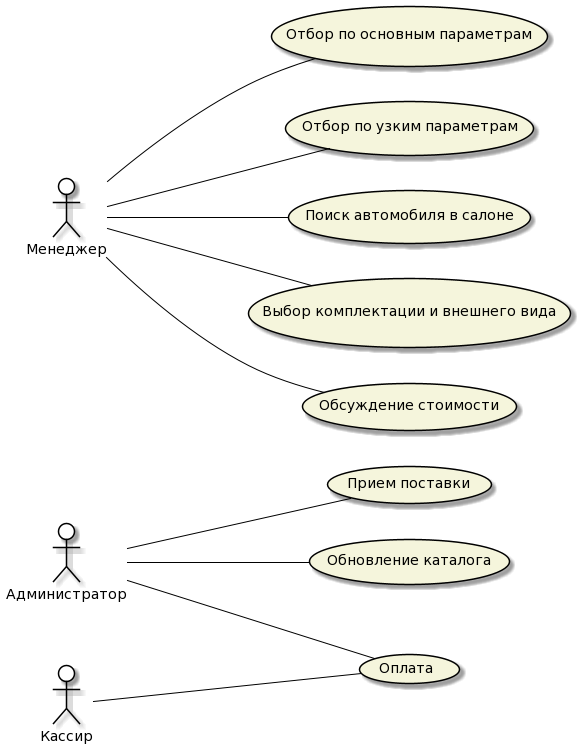 Отбор по основным параметрам
Отбор по узким параметрам
Поиск автомобиля в салоне
Менеджер
Выбор комплектации и внешнего вида
Обсуждение стоимости
Прием поставки
Обновление каталога
Администратор
Оплата
Кассир